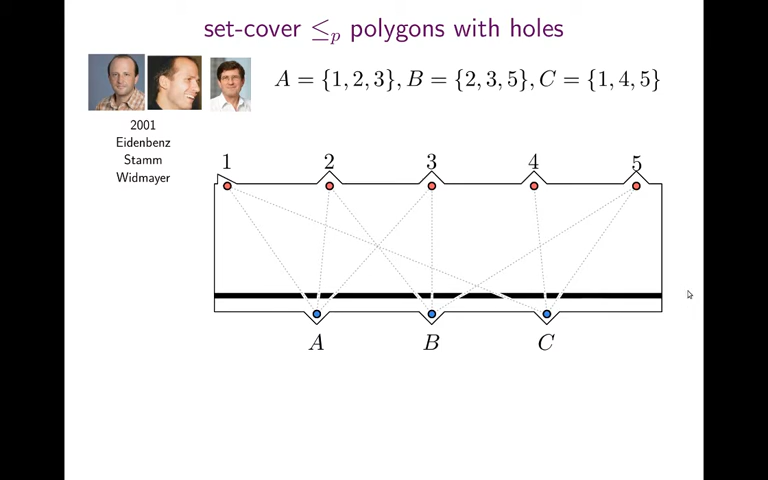 set-cover ≤p polygons with holes
A = {1, 2, 3}, B = {2, 3, 5}, C = {1, 4, 5}
2001
Eidenbenz
Stamm
Widmayer
1 2 3 4 5
A B C